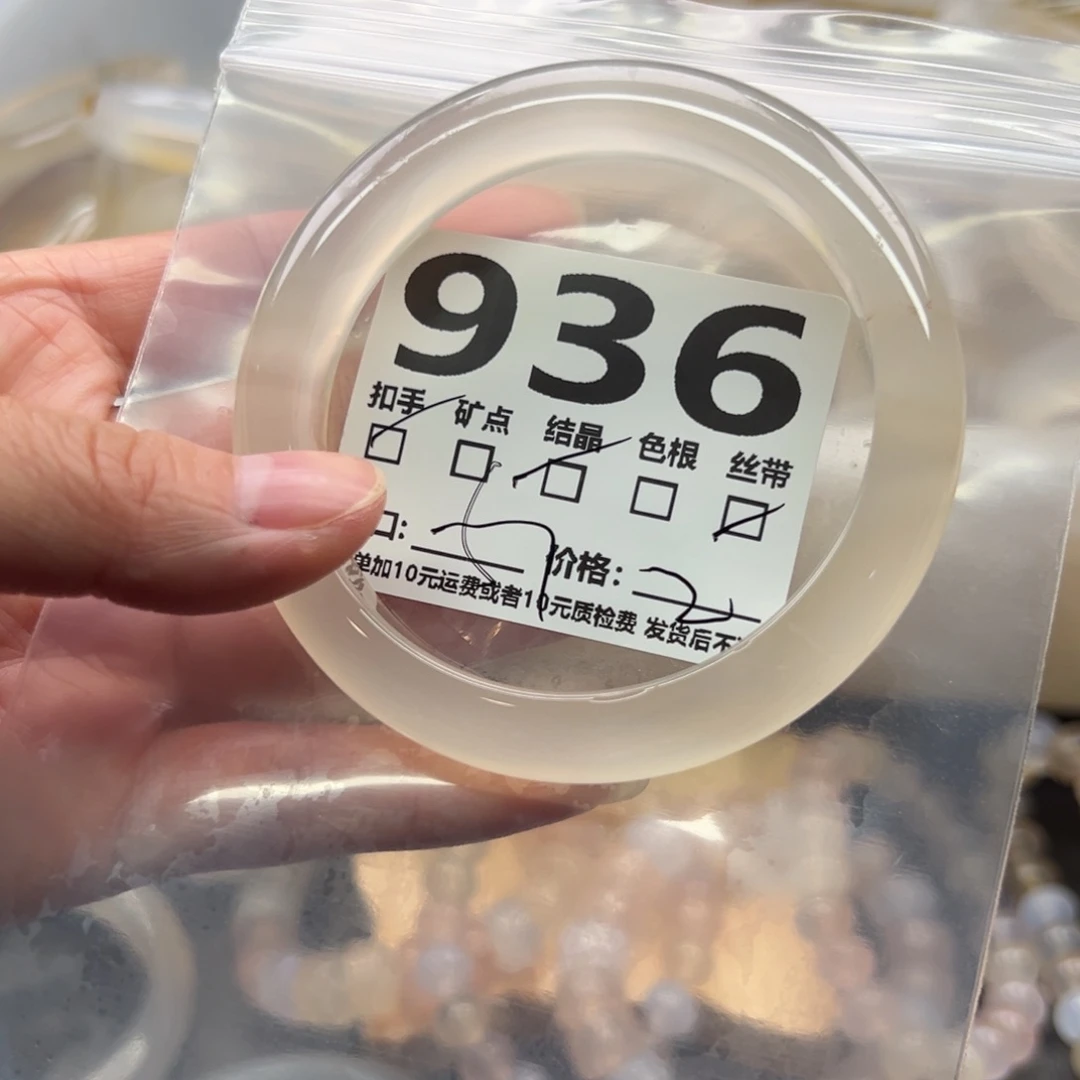 936
扣手 矿点 结晶 色根 丝带
口: 价格:
单加10元运费或者10元质检费 发货后不